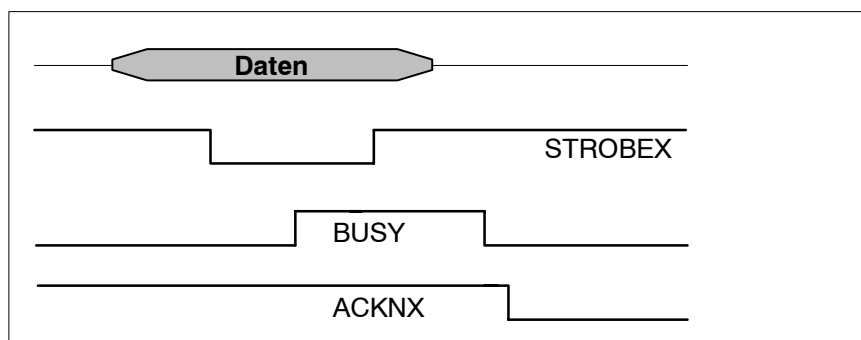 Daten
STROBEX
BUSY
ACKNX